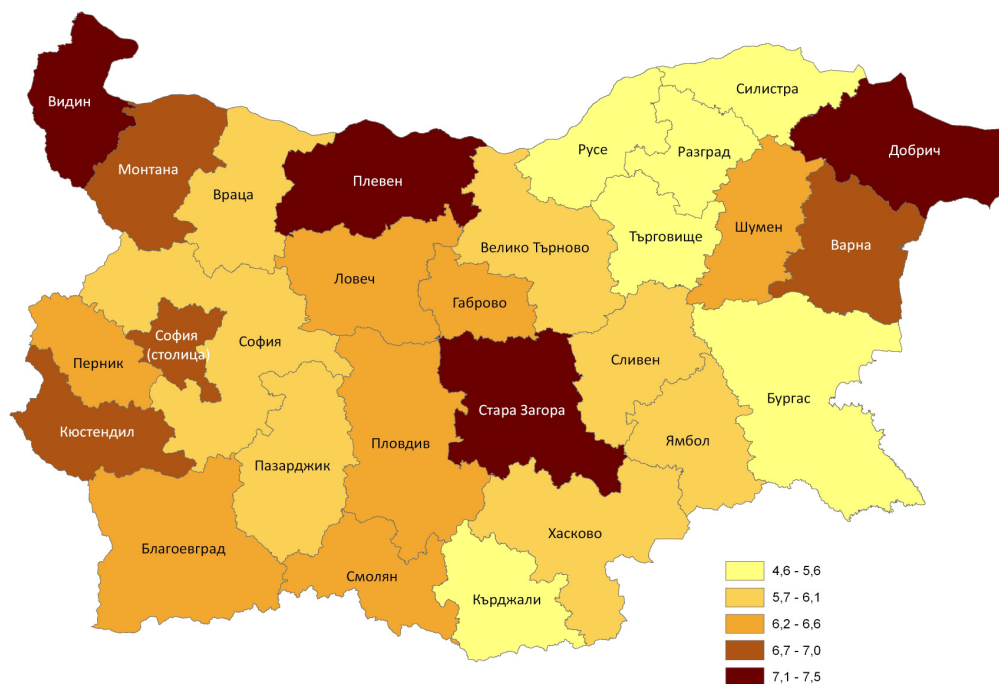 Видин
Силистра
Добрич
Русе
Разград
Монтана
Плевен
Враца
Шумен
Търговище
Варна
Велико Търново
Ловеч
Габрово
София
(столица)
София
Перник
Сливен
Бургас
Стара Загора
Кюстендил
Пловдив
Ямбол
Пазарджик
Хасково
Благоевград
Смолян
Кърджали
4,6 - 5,6
5,7 - 6,1
6,2 - 6,6
6,7 - 7,0
7,1 - 7,5